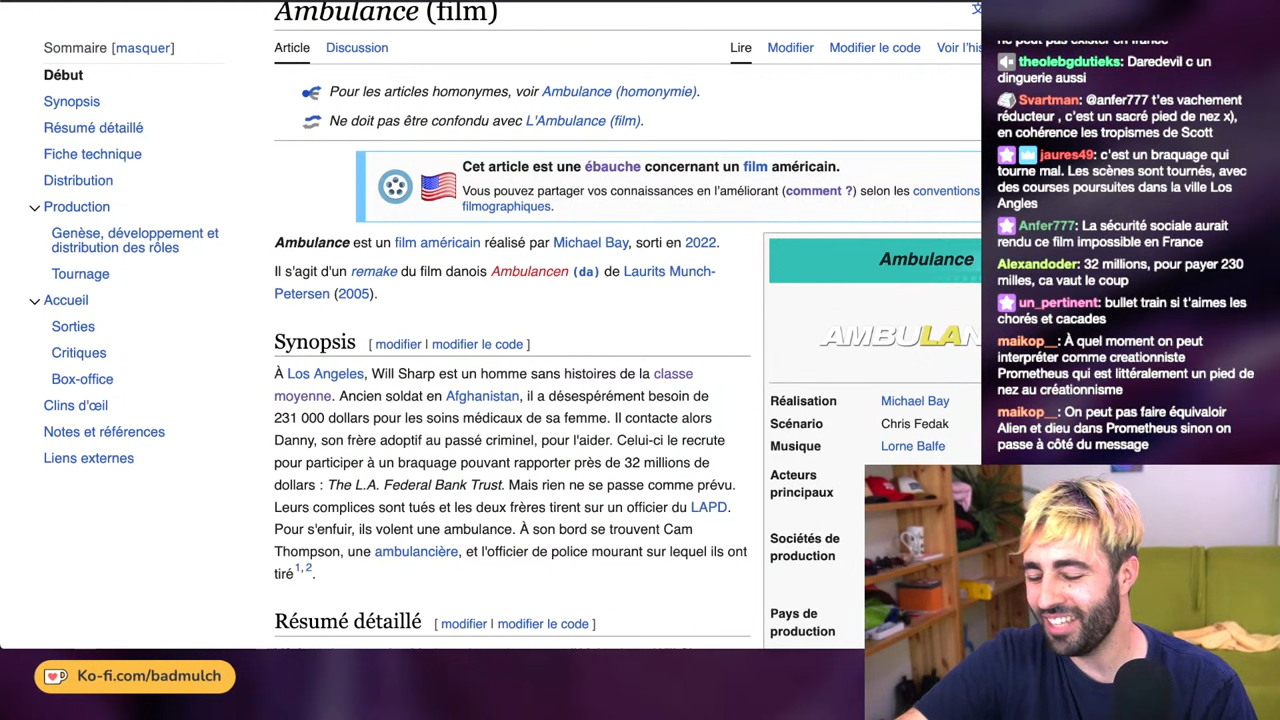 Ambulance (film)
Sommaire [masquer]
Début
Synopsis
Résumé détaillé
Fiche technique
Distribution
Production
Genèse, développement et
distribution des rôles
Tournage
Accueil
Sorties
Critiques
Box-office
Clins d'œil
Notes et références
Liens externes
Article Discussion Lire Modifier Modifier le code Voir l'his
Pour les articles homonymes, voir Ambulance (homonymie).
Ne doit pas être confondu avec L'Ambulance (film).
Cet article est une ébauche concernant un film américain.
Vous pouvez partager vos connaissances en l'améliorant (comment ?) selon les conventions
filmographiques.
Ambulance est un film américain réalisé par Michael Bay, sorti en 2022.
Il s'agit d'un remake du film danois Ambulancen (da) de Laurits Munch-
Petersen (2005).
Synopsis [ modifier | modifier le code ]
À Los Angeles, Will Sharp est un homme sans histoires de la classe
moyenne. Ancien soldat en Afghanistan, il a désespérément besoin de
231 000 dollars pour les soins médicaux de sa femme. Il contacte alors
Danny, son frère adoptif au passé criminel, pour l'aider. Celui-ci le recrute
pour participer à un braquage pouvant rapporter près de 32 millions de
dollars : The L.A. Federal Bank Trust. Mais rien ne se passe comme prévu.
Leurs complices sont tués et les deux frères tirent sur un officier du LAPD.
Pour s'enfuir, ils volent une ambulance. À son bord se trouvent Cam
Thompson, une ambulancière, et l'officier de police mourant sur lequel ils ont
tiré1, 2.
Résumé détaillé [ modifier | modifier le code ]
Ambulance
AMBULAN
Réalisation Michael Bay
Scénario Chris Fedak
Musique Lorne Balfe
Acteurs
principaux
Sociétés de
production
Pays de
production
ne peut pas exister en france
theolebgdutieks: Daredevil c un
dinguerie aussi
Svartman: @anfer777 t'es vachement
réducteur , c'est un sacré pied de nez x),
en cohérence les tropismes de Scott
jaures49: c'est un braquage qui
tourne mal. Les scènes sont tournés, avec
des courses poursuites dans la ville Los
Angles
Anfer777: La sécurité sociale aurait
rendu ce film impossible en France
Alexandoder: 32 millions, pour payer 230
milles, ca vaut le coup
un_pertinent: bullet train si t'aimes les
chorés et cacades
maikop__: À quel moment on peut
interpréter comme creationniste
Prometheus qui est littéralement un pied de
nez au créationnisme
maikop__: On peut pas faire équivaloir
Alien et dieu dans Prometheus sinon on
passe à côté du message
Ko-fi.com/badmulch